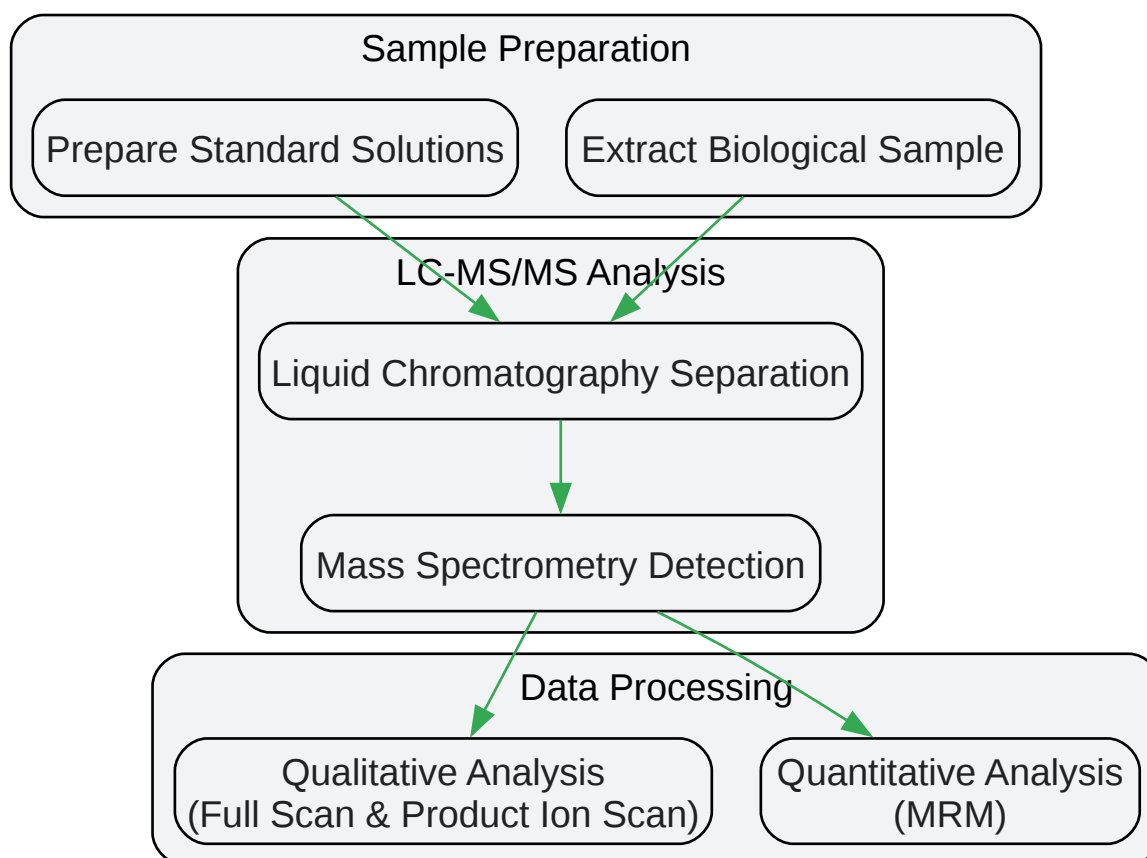 Sample Preparation
Prepare Standard Solutions
Extract Biological Sample
LC-MS/MS Analysis
Liquid Chromatography Separation
Mass Spectrometry Detection
Data Processing
Qualitative Analysis
(Full Scan & Product Ion Scan)
Quantitative Analysis
(MRM)